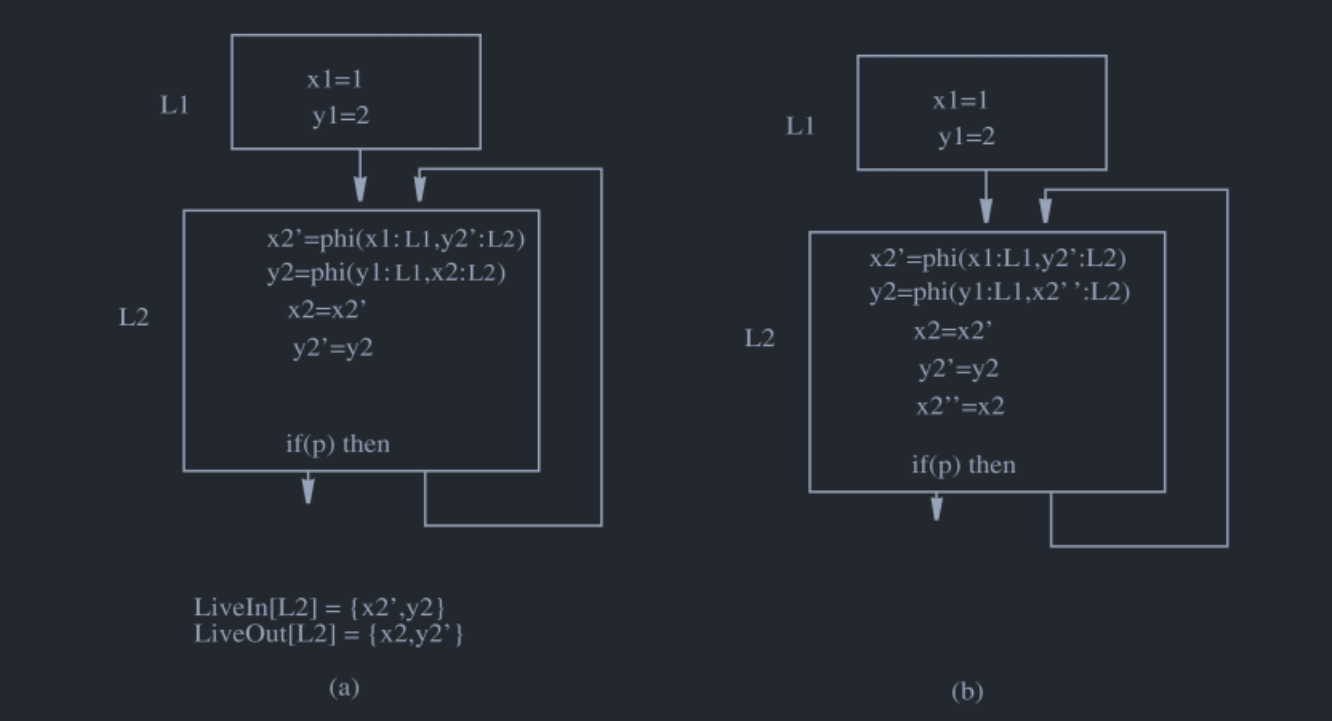 x1=1
L1
y1=2
x2’=phi(x1:L1,y2’:L2)
y2=phi(y1:L1,x2:L2)
x2=x2’
L2
y2’=y2
if(p) then
LiveIn[L2] = {x2’,y2}
LiveOut[L2] = {x2,y2’}
(a)
x1=1
L1
y1=2
x2’=phi(x1:L1,y2’:L2)
y2=phi(y1:L1,x2’ ’:L2)
x2=x2’
L2
y2’=y2
x2’’=x2
if(p) then
(b)